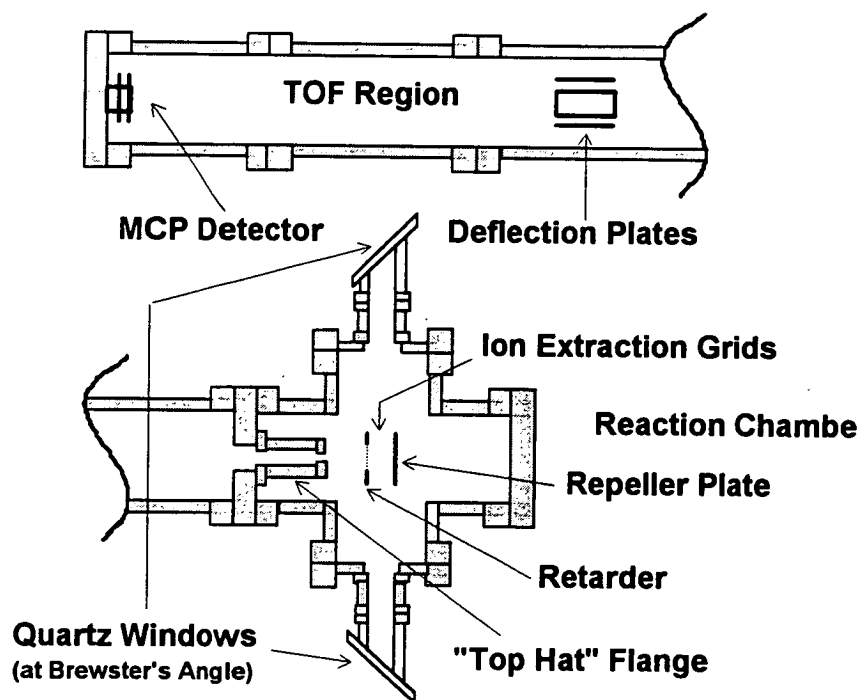 TOF Region
MCP Detector
Deflection Plates
Ion Extraction Grids
Reaction Chambe
Repeller Plate
Retarder
Quartz Windows
(at Brewster's Angle)
"Top Hat" Flange